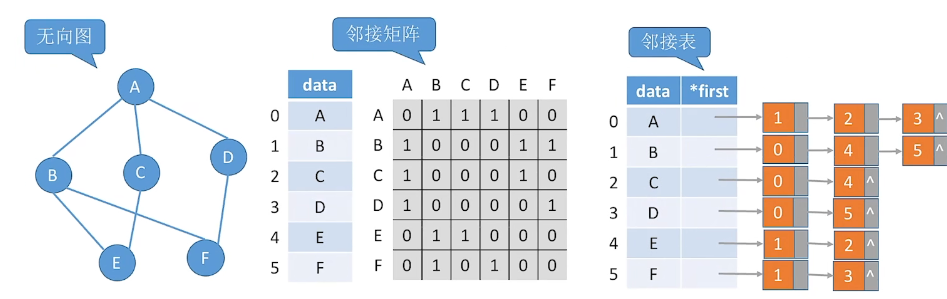 无向图
A
B
C
D
E
F
邻接矩阵
data
0 A
1 B
2 C
3 D
4 E
5 F
A B C D E F
A 0 1 1 1 0 0
B 1 0 0 0 1 1
C 1 0 0 0 1 0
D 1 0 0 0 0 1
E 0 1 1 0 0 0
F 0 1 0 1 0 0
邻接表
data *first
0 A 1 2 3 ^
1 B 0 4 5 ^
2 C 0 4 ^
3 D 0 5 ^
4 E 1 2 ^
5 F 1 3 ^